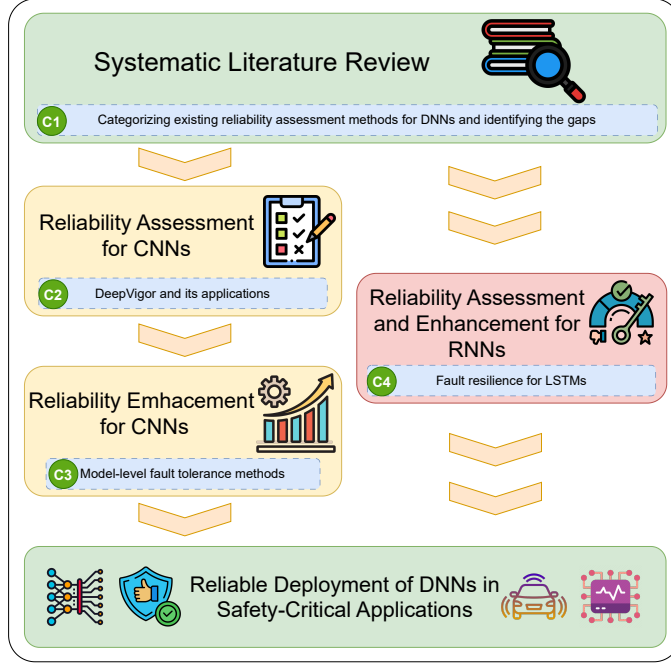 Systematic Literature Review
C1
Categorizing existing reliability assessment methods for DNNs and identifying the gaps
Reliability Assessment
for CNNs
C2
DeepVigor and its applications
Reliability Emhacement
for CNNs
C3
Model-level fault tolerance methods
Reliability Assessment
and Enhancement for
RNNs
C4
Fault resilience for LSTMs
Reliable Deployment of DNNs in
Safety-Critical Applications